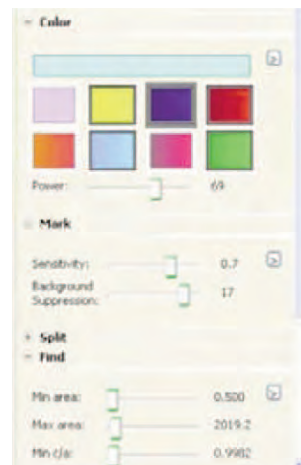 Color
Power: 69
Mark
Sensitivity: 0.7
Background
Suppression: 17
Split
Find
Min area: 0.500
Max area: 2019.2
Min c/a: 0.9982